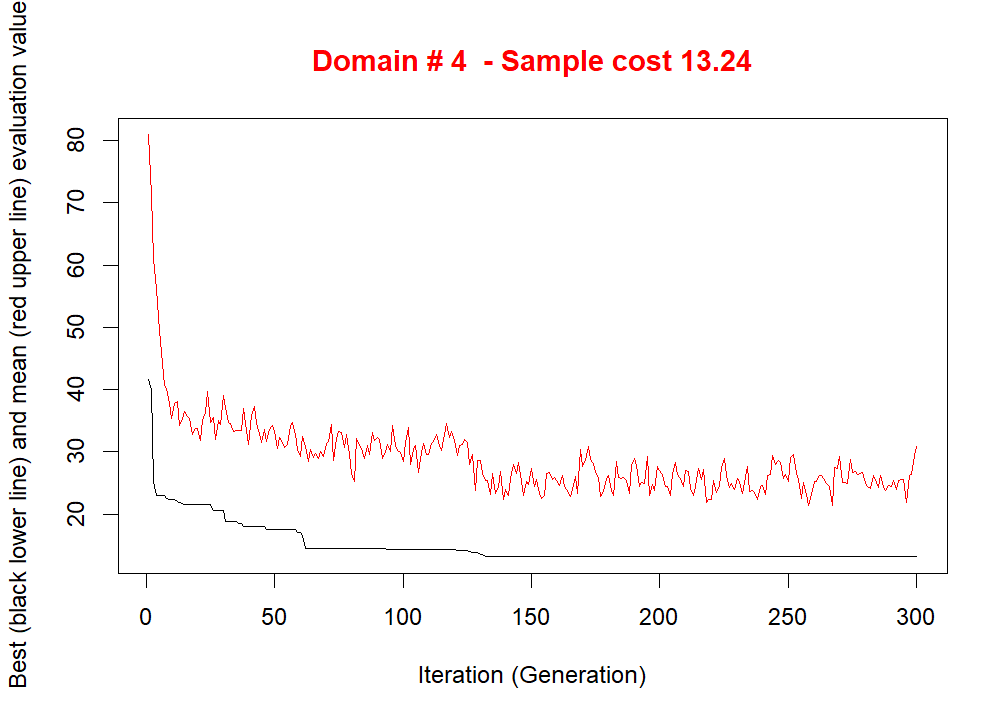 Domain # 4  - Sample cost 13.24
Best (black lower line) and mean (red upper line) evaluation value
80
70
60
50
40
30
20
0 50 100 150 200 250 300
Iteration (Generation)